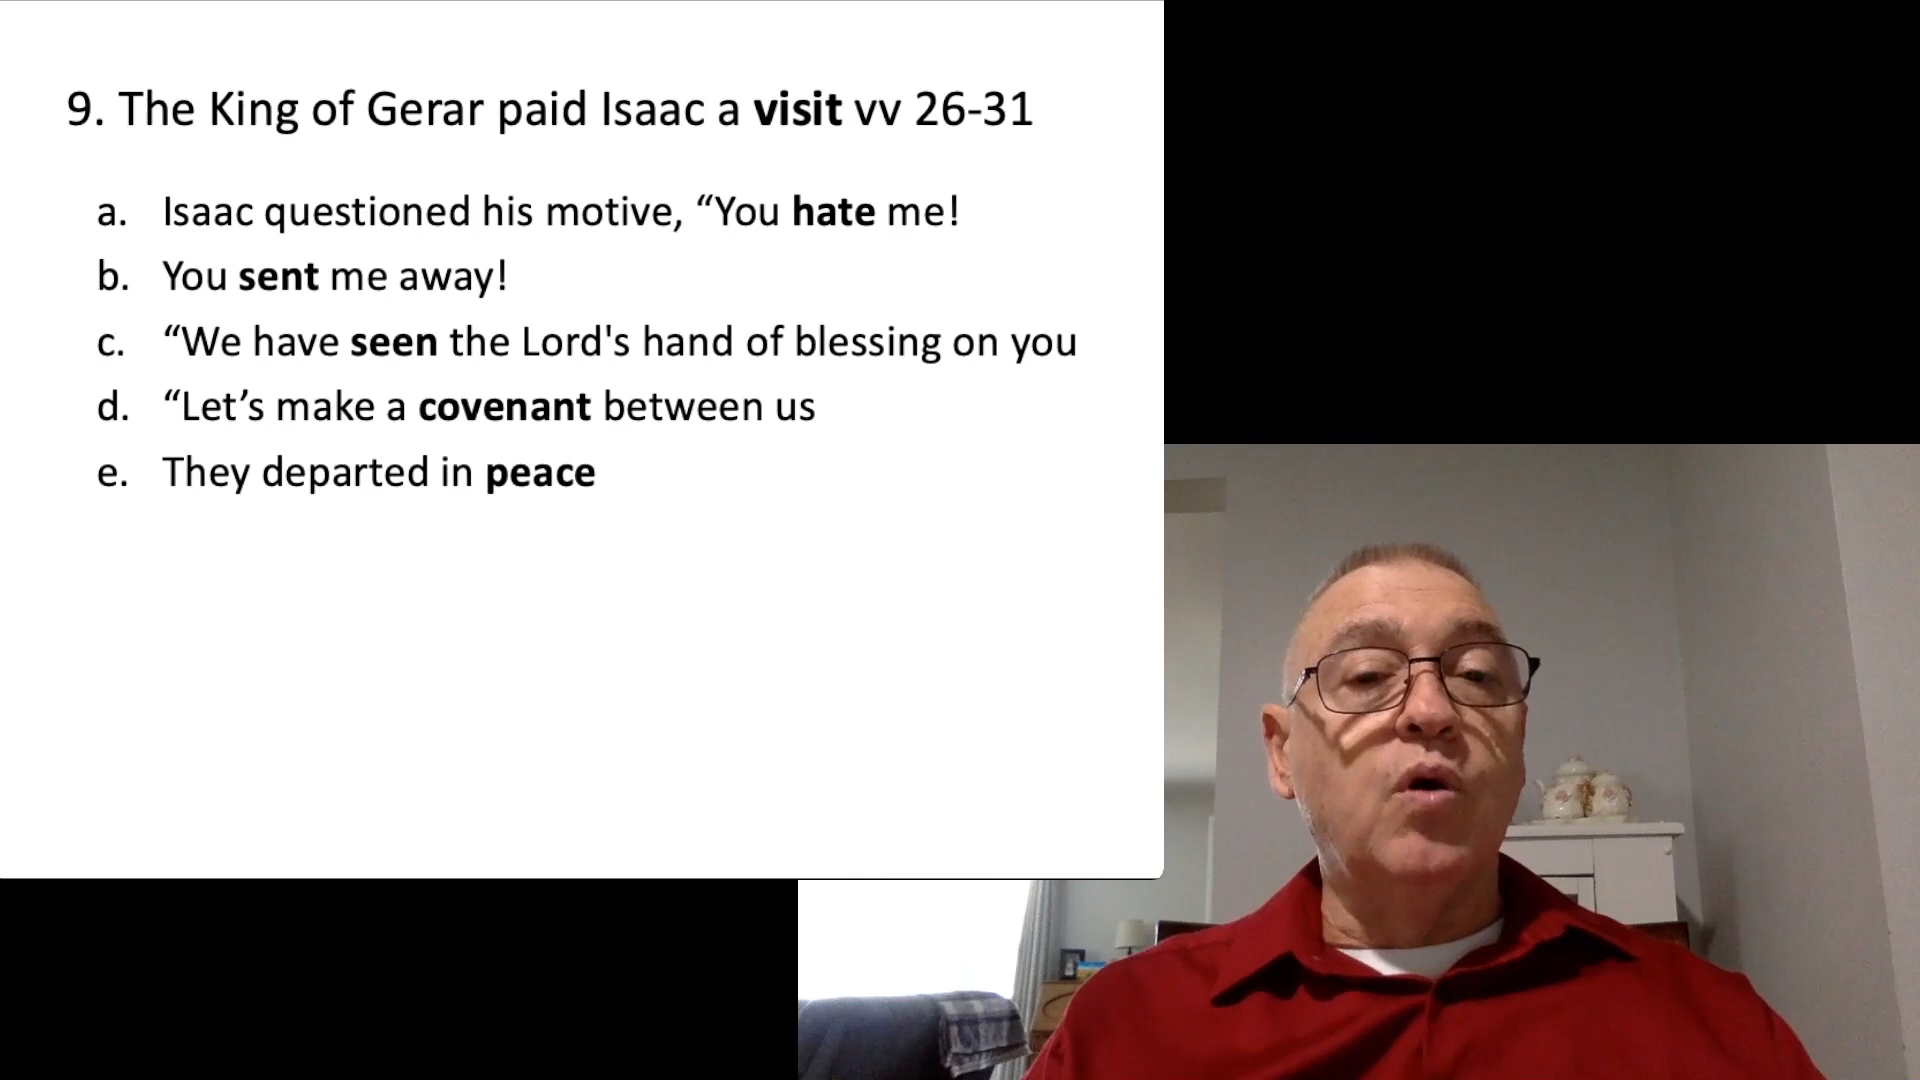 9. The King of Gerar paid Isaac a visit vv 26-31
a. Isaac questioned his motive, “You hate me!
b. You sent me away!
c. “We have seen the Lord's hand of blessing on you
d. “Let’s make a covenant between us
e. They departed in peace